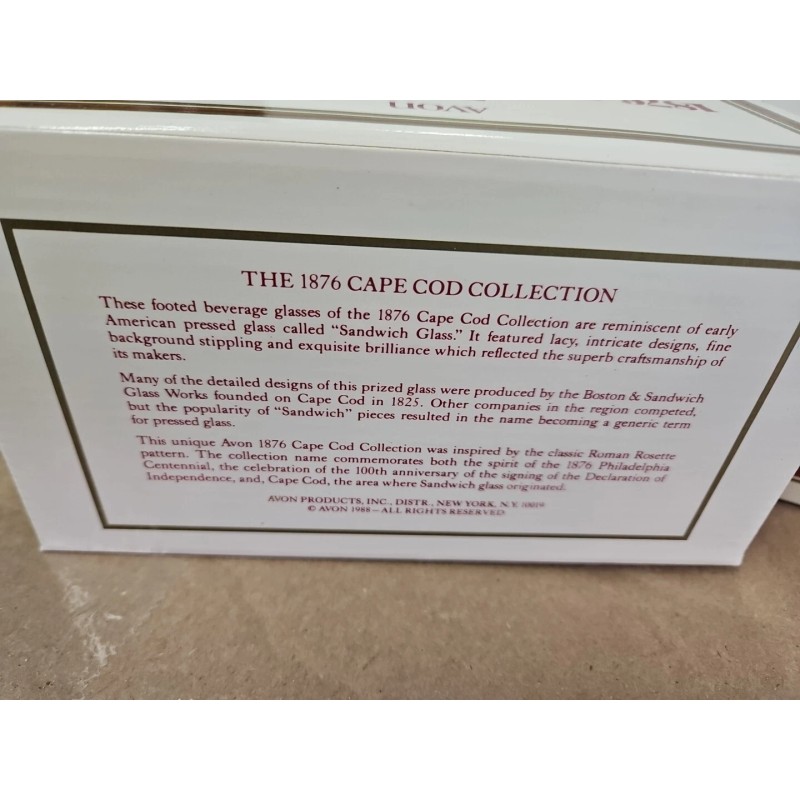 AVON
1876
THE 1876 CAPE COD COLLECTION
These footed beverage glasses of the 1876 Cape Cod Collection are reminiscent of early
American pressed glass called "Sandwich Glass." It featured lacy, intricate designs, fine
background stippling and exquisite brilliance which reflected the superb craftsmanship of
its makers.
Many of the detailed designs of this prized glass were produced by the Boston & Sandwich
Glass Works founded on Cape Cod in 1825. Other companies in the region competed,
but the popularity of "Sandwich" pieces resulted in the name becoming a generic term
for pressed glass.
This unique Avon 1876 Cape Cod Collection was inspired by the classic Roman Rosette
pattern. The collection name commemorates both the spirit of the 1876 Philadelphia
Centennial, the celebration of the 100th anniversary of the signing of the Declaration of
Independence, and, Cape Cod, the area where Sandwich glass originated.
AVON PRODUCTS, INC., DISTR., NEW YORK, N.Y. 10019
© AVON 1988—ALL RIGHTS RESERVED